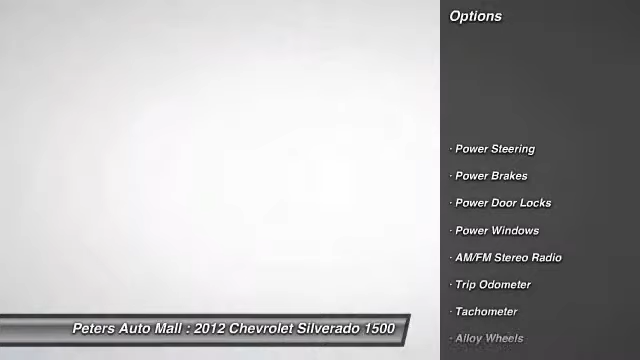 Options
· Power Steering
· Power Brakes
· Power Door Locks
· Power Windows
· AM/FM Stereo Radio
· Trip Odometer
· Tachometer
· Alloy Wheels
Peters Auto Mall : 2012 Chevrolet Silverado 1500